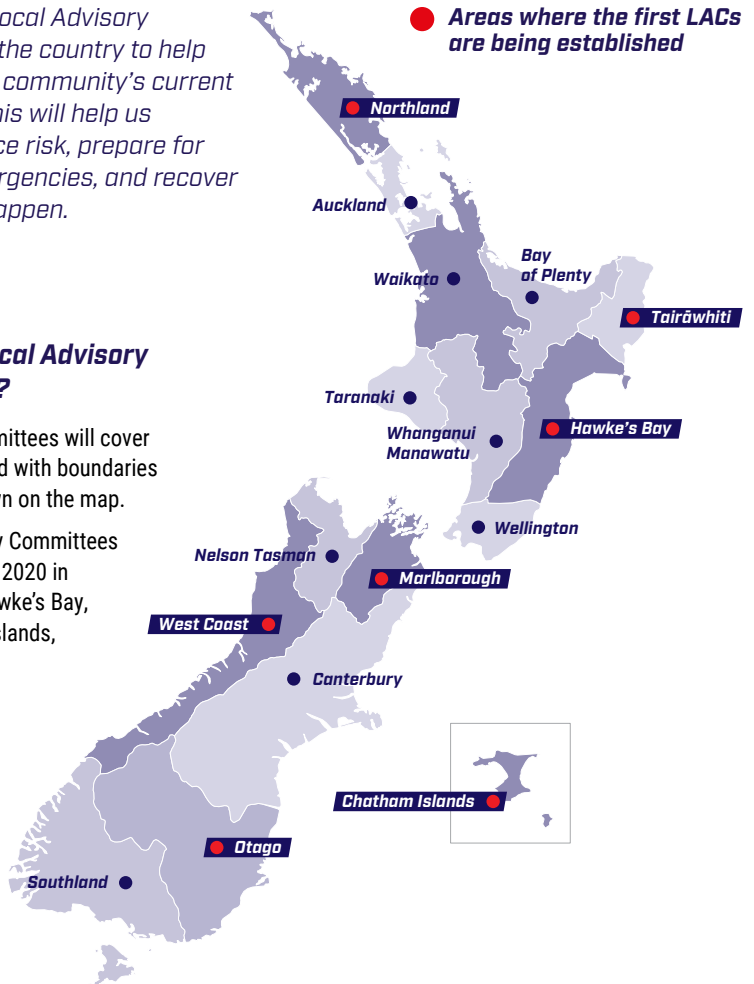 ocal Advisory
the country to help
community's current
his will help us
ce risk, prepare for
rgencies, and recover
appen.
Areas where the first LACs
are being established
Northland
Auckland
Waikato
Bay
of Plenty
Tairāwhiti
Taranaki
Whanganui
Manawatu
Hawke's Bay
Wellington
cal Advisory
?
mittees will cover
d with boundaries
n on the map.
y Committees
2020 in
wke's Bay,
slands,
Nelson Tasman
Marlborough
West Coast
Canterbury
Chatham Islands
Otago
Southland